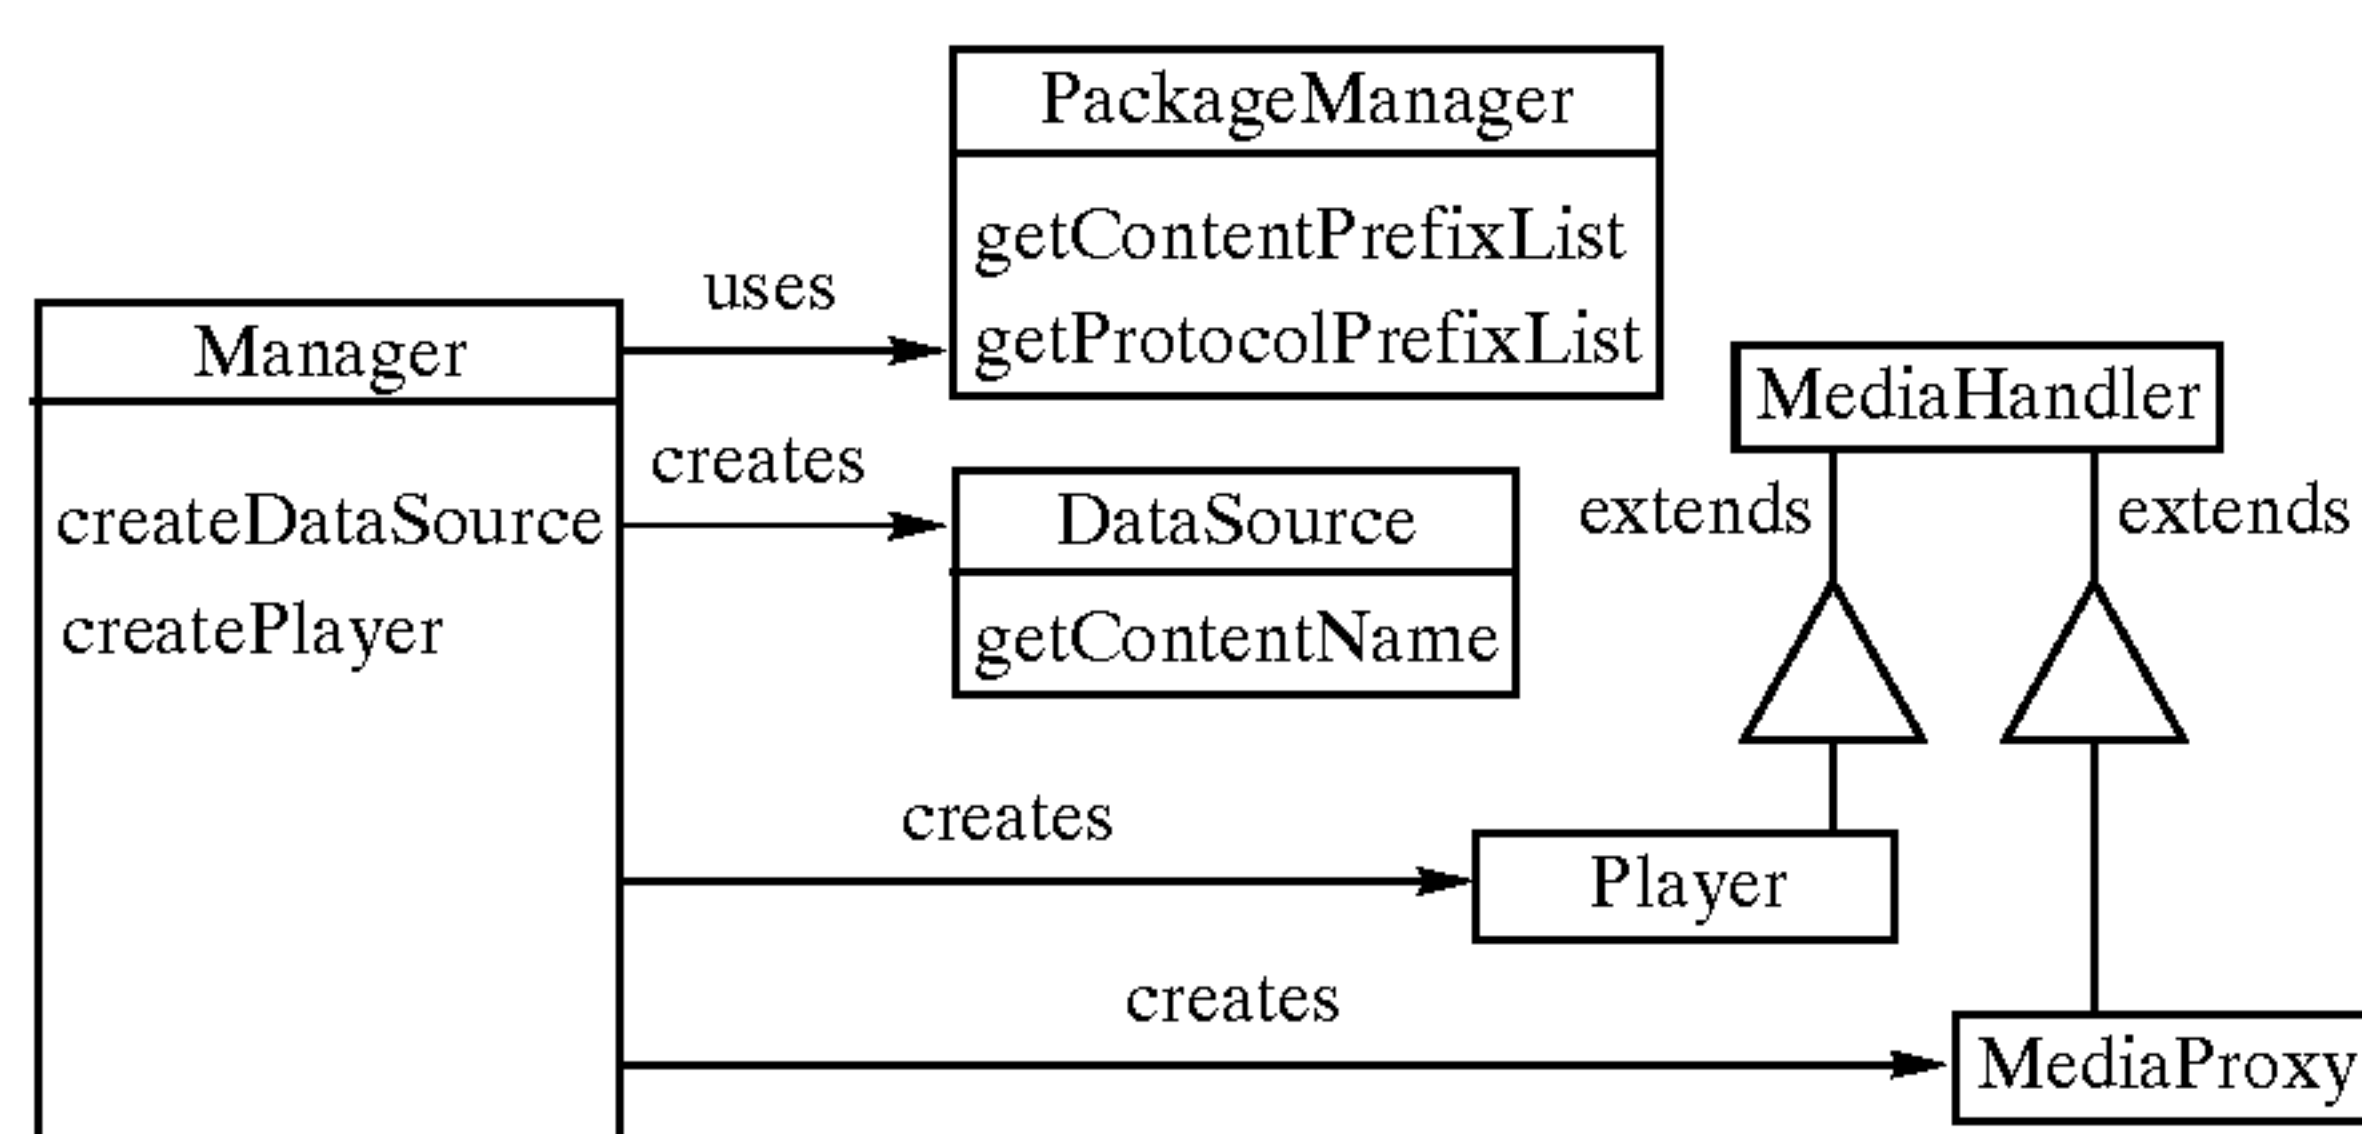 PackageManager
getContentPrefixList
getProtocolPrefixList
uses
Manager
createDataSource
createPlayer
creates
DataSource
getContentName
MediaHandler
extends
extends
creates
Player
creates
MediaProxy